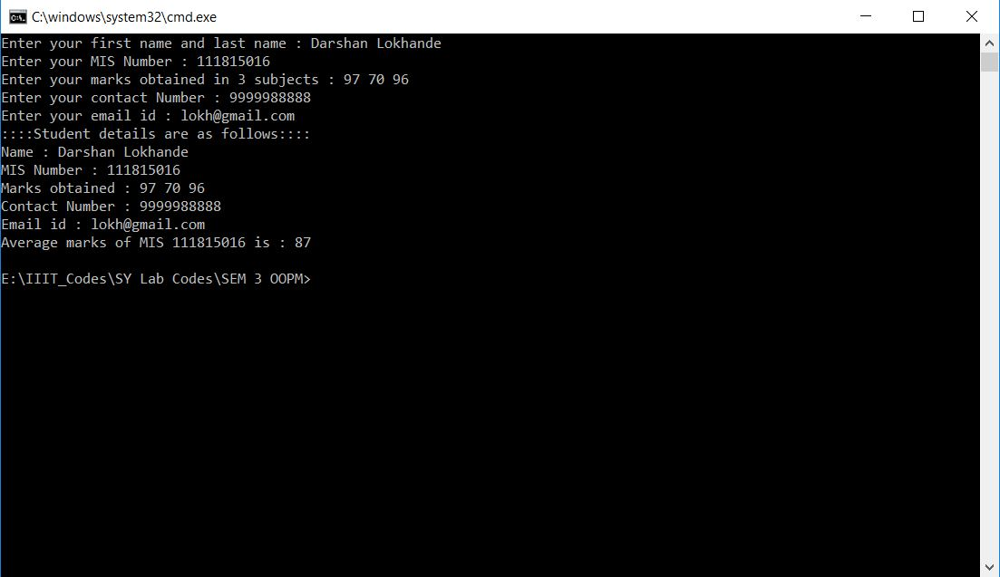 C:\windows\system32\cmd.exe
Enter your first name and last name : Darshan Lokhande
Enter your MIS Number : 111815016
Enter your marks obtained in 3 subjects : 97 70 96
Enter your contact Number : 9999988888
Enter your email id : lokh@gmail.com
::::Student details are as follows::::
Name : Darshan Lokhande
MIS Number : 111815016
Marks obtained : 97 70 96
Contact Number : 9999988888
Email id : lokh@gmail.com
Average marks of MIS 111815016 is : 87
E:\IIIT_Codes\SY Lab Codes\SEM 3 OOPM>